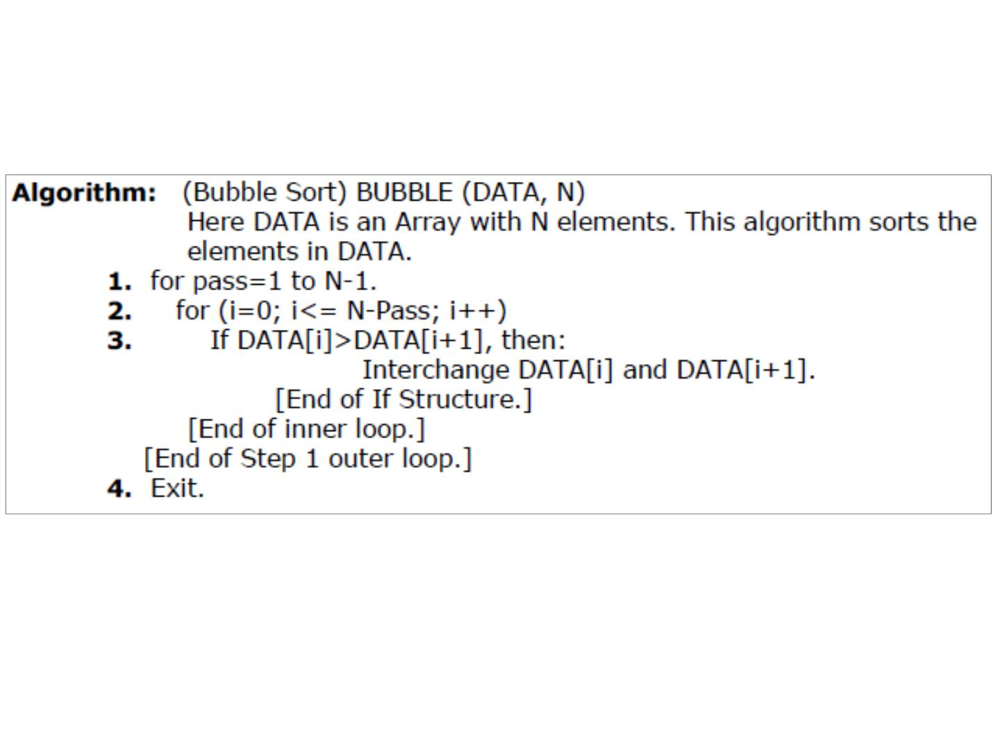 Algorithm: (Bubble Sort) BUBBLE (DATA, N)
Here DATA is an Array with N elements. This algorithm sorts the
elements in DATA.
1. for pass=1 to N-1.
2. for (i=0; i<= N-Pass; i++)
3. If DATA[i]>DATA[i+1], then:
Interchange DATA[i] and DATA[i+1].
[End of If Structure.]
[End of inner loop.]
[End of Step 1 outer loop.]
4. Exit.